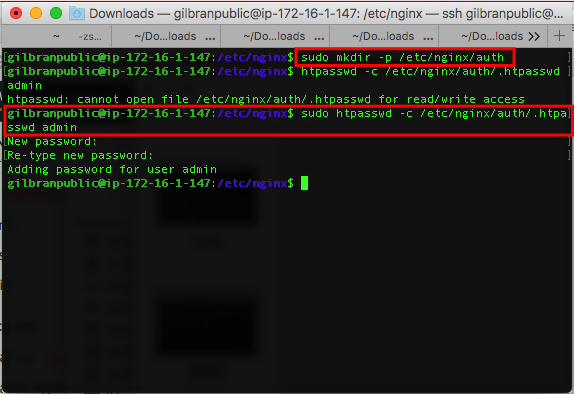 Downloads — gilbranpublic@ip-172-16-1-147: /etc/nginx — ssh gilbranpublic@...
~ -zs... ~/Do...loads ... ~/Do...loads ... ~/Do...loads ... ~/Do...loads >> +
[gilbranpublic@ip-172-16-1-147:/etc/nginx$ sudo mkdir -p /etc/nginx/auth ]
[gilbranpublic@ip-172-16-1-147:/etc/nginx$ htpasswd -c /etc/nginx/auth/.htpasswd ]
admin
htpasswd: cannot open file /etc/nginx/auth/.htpasswd for read/write access
gilbranpublic@ip-172-16-1-147:/etc/nginx$ sudo htpasswd -c /etc/nginx/auth/.htpa]
sswd admin
[New password: ]
[Re-type new password: ]
Adding password for user admin
gilbranpublic@ip-172-16-1-147:/etc/nginx$